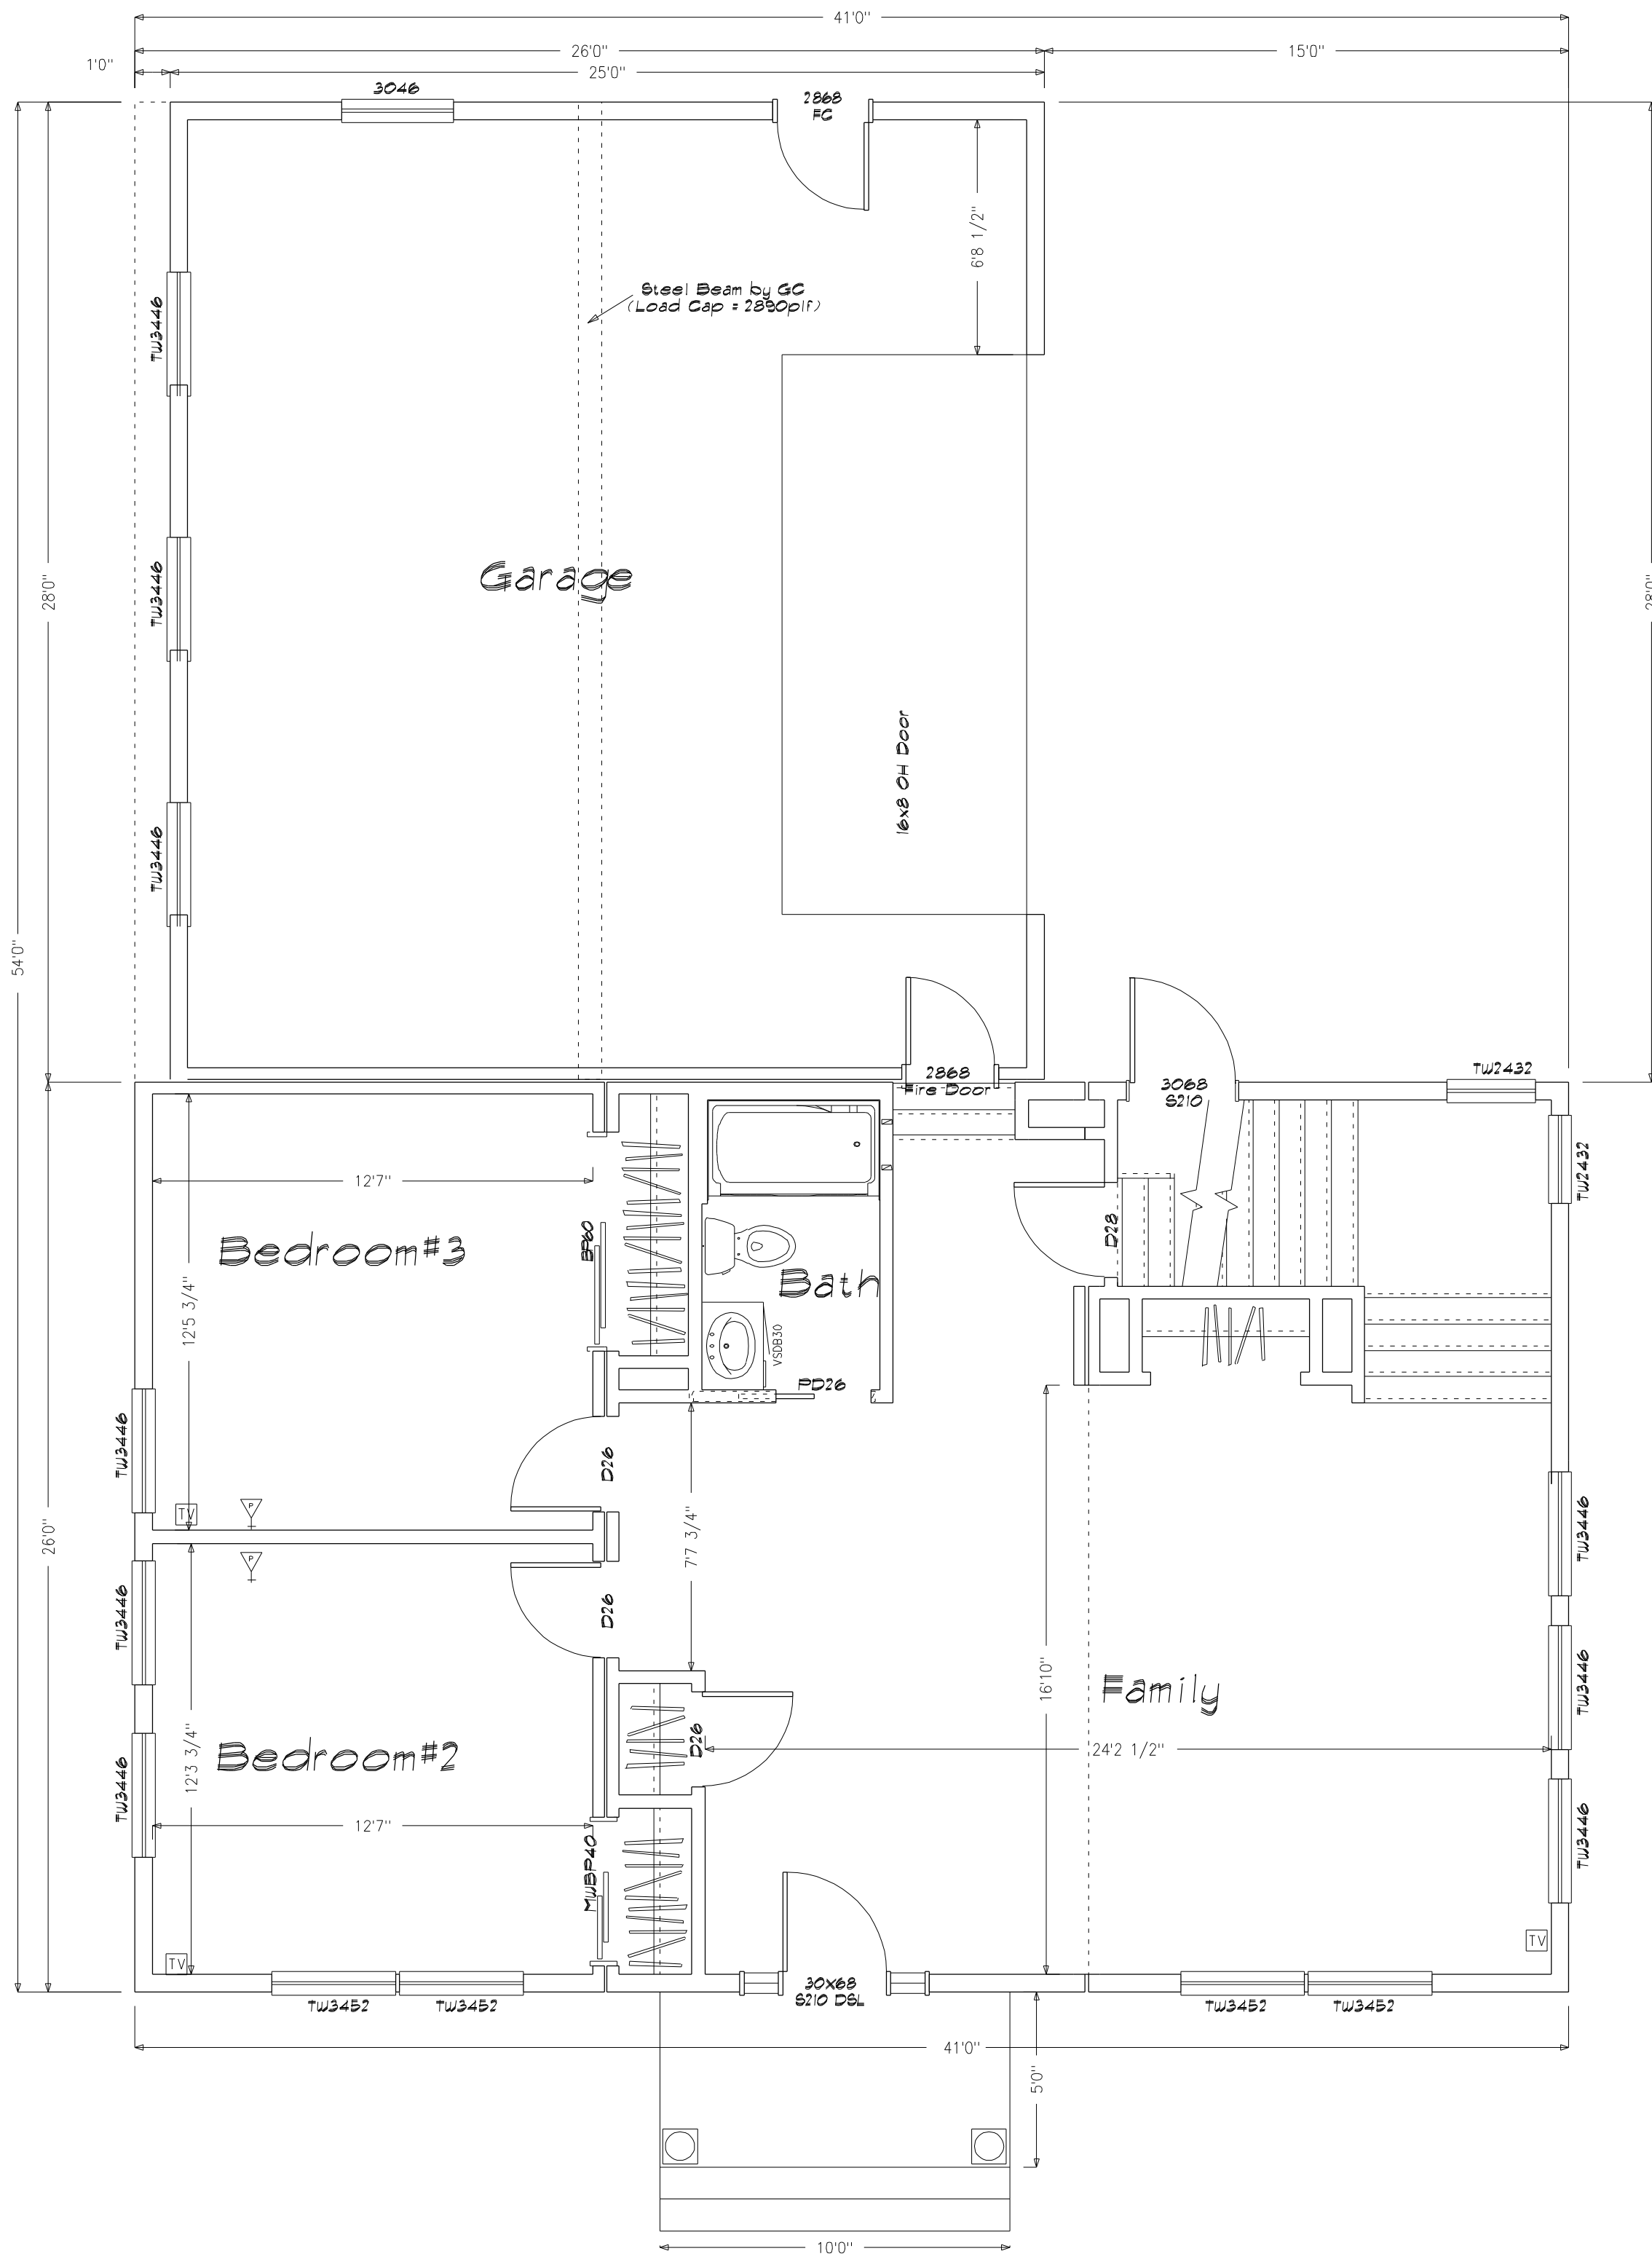 41'0"
26'0"
15'0"
1'0"
25'0"
3046
2868
FC
6'8 1/2"
Steel Beam by GC
(Load Cap = 2890plf)
TW3446
28'0"
Garage
TW3446
28'0"
16x8 OH Door
TW3446
54'0"
2868
Fire Door
3068
S210
TW2432
TW2432
12'7"
Bedroom#3
BP60
D28
Bath
12'5 3/4"
VSDB30
PD26
TW3446
D26
TV
P
7'7 3/4"
TW3446
26'0"
P
TW3446
D26
16'10"
Family
TW3446
D26
24'2 1/2"
Bedroom#2
12'3 3/4"
TW3446
12'7"
MWBP40
TW3446
TV
TV
TW3452
TW3452
30X68
S210 DSL
TW3452
TW3452
41'0"
5'0"
10'0"